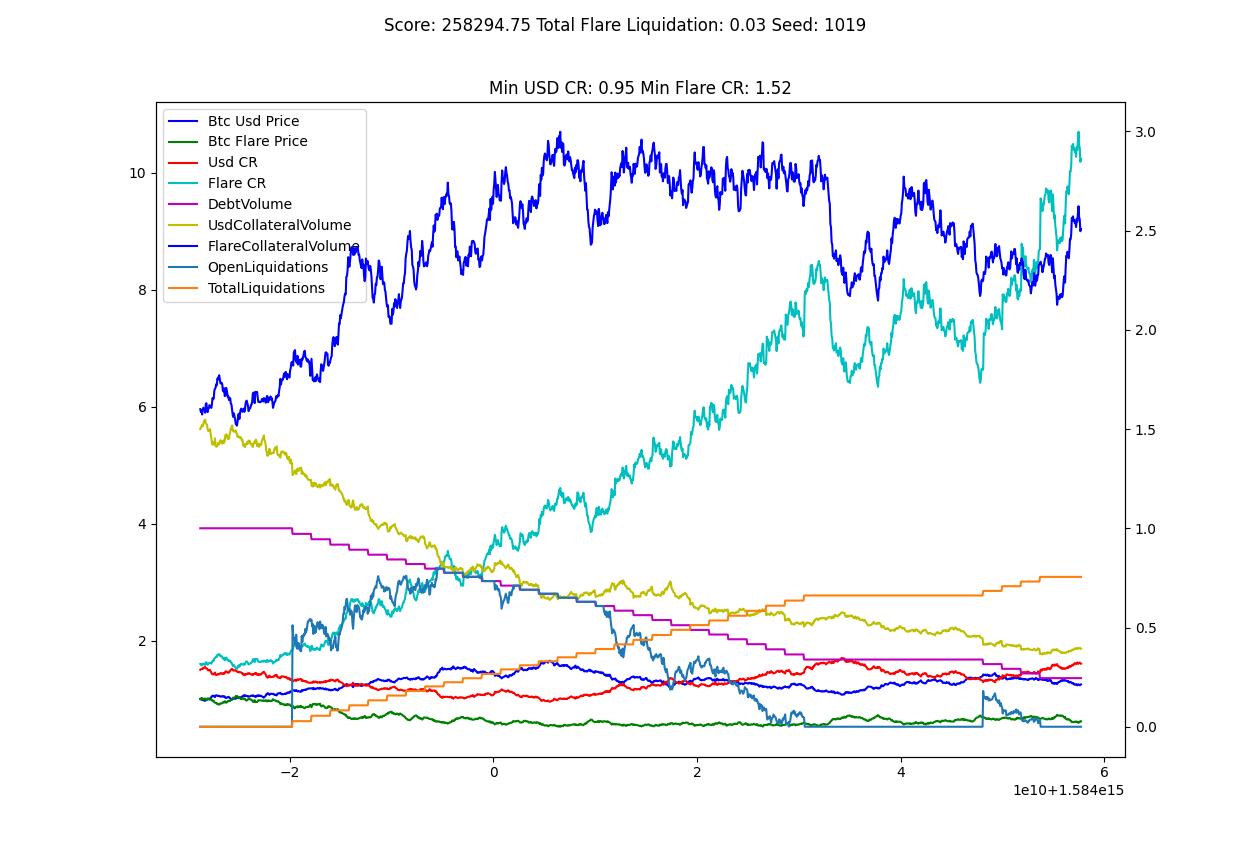 Score: 258294.75 Total Flare Liquidation: 0.03 Seed: 1019
Min USD CR: 0.95 Min Flare CR: 1.52
Btc Usd Price
Btc Flare Price
Usd CR
Flare CR
DebtVolume
UsdCollateralVolume
FlareCollateralVolume
OpenLiquidations
TotalLiquidations
10
8
6
4
2
3.0
2.5
2.0
1.5
1.0
0.5
0.0
−2 0 2 4 6
1e10+1.584e15